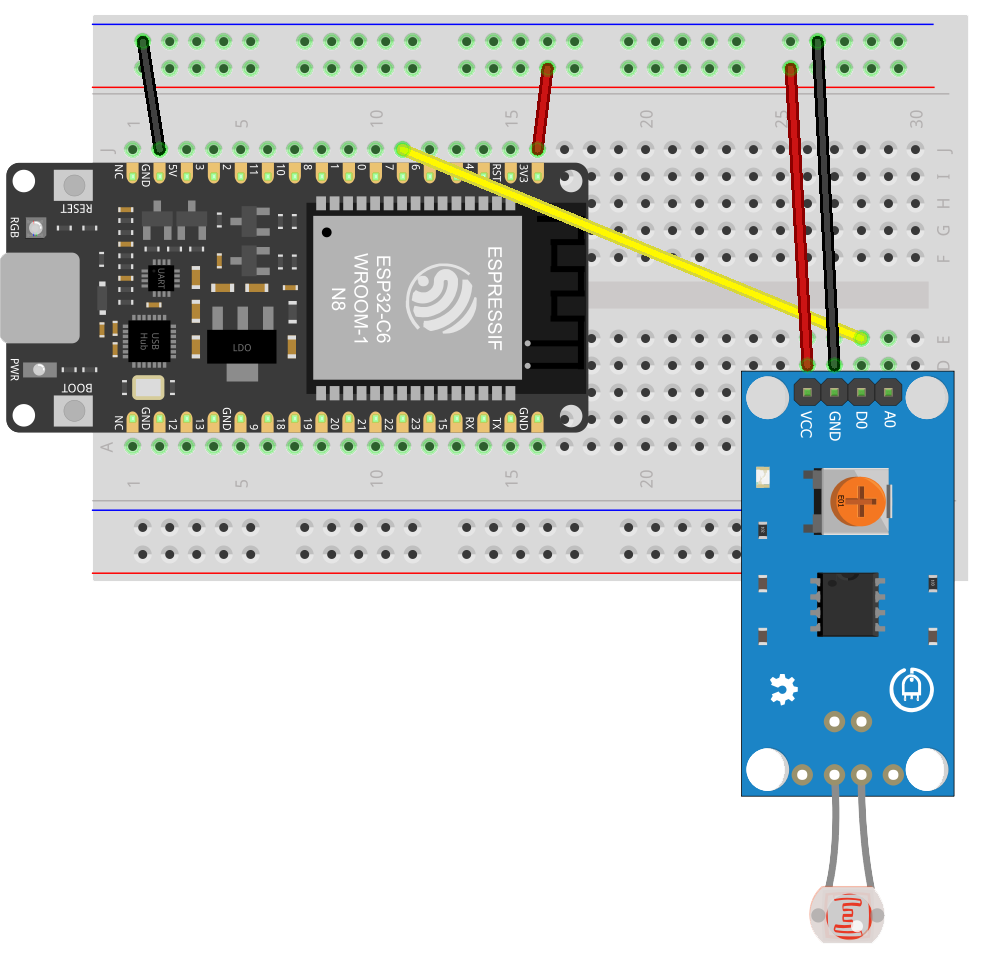 1 5 10 15 20 25 30
J J
NC GND 5V 3 2 11 10 8 1 0 7 6 4 RST 3V3
I
H
G
F
RESET
RGB
UART
USB
Hub
LDO
ESPRESSIF
ESP32-C6
WROOM-1
N8
PWR
BOOT
E
D
NC GND 12 13 GND 9 18 19 20 21 22 23 15 RX TX GND
A
1 5 10 15 20
VCC GND D0 A0
E01